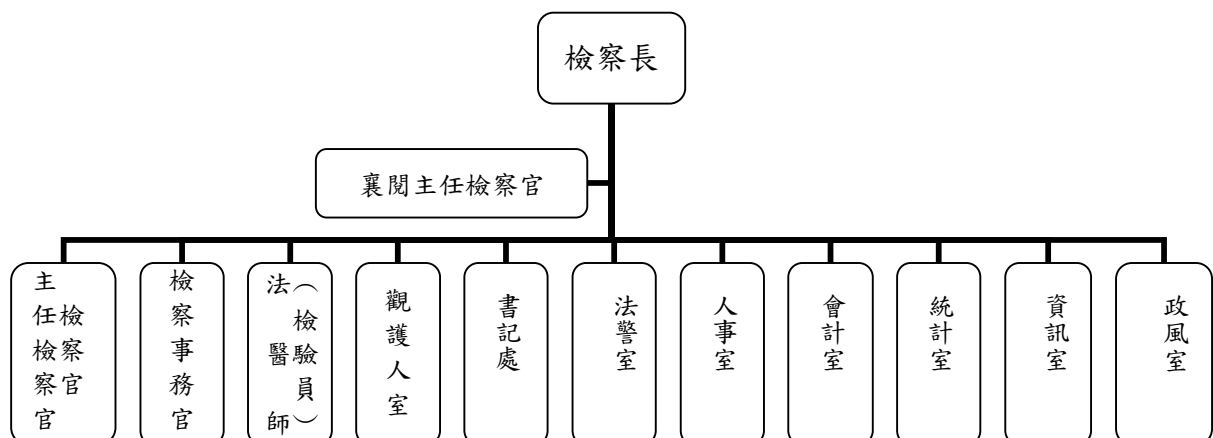 檢察長
襄閱主任檢察官
主任檢察官
檢察官
檢察事務官
法醫師
（檢驗員）
觀護人室
書記處
法警室
人事室
會計室
統計室
資訊室
政風室